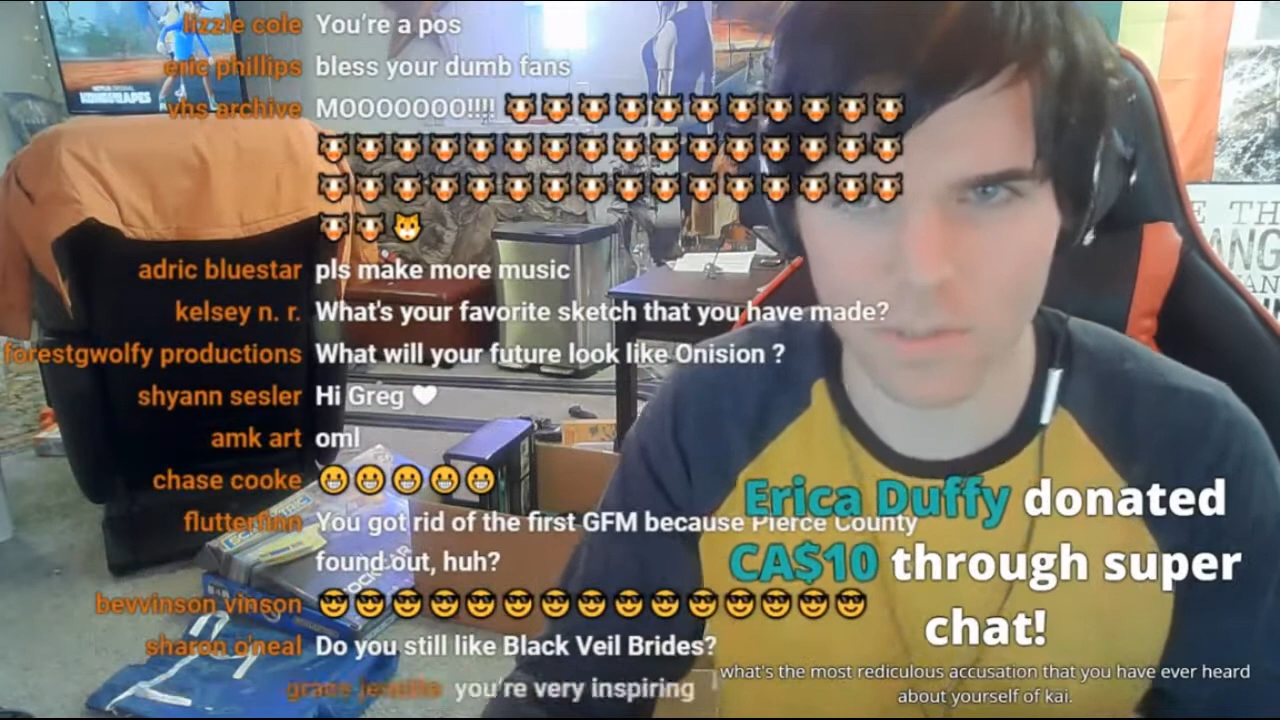 lizzie cole You're a pos
eric phillips bless your dumb fans
vhs archive MOOOOOOO!!!! 🐮🐮🐮🐮🐮🐮🐮🐮🐮🐮🐮
🐮🐮🐮🐮🐮🐮🐮🐮🐮🐮🐮🐮🐮🐮🐮🐮
🐮🐮🐮🐮🐮🐮🐮🐮🐮🐮🐮🐮🐮🐮🐮🐮
🐮🐮🐱
adric bluestar pls make more music
kelsey n. r. What's your favorite sketch that you have made?
forestgwolfy productions What will your future look like Onision ?
shyann sesler Hi Greg 🤍
amk art oml
chase cooke 😀😀😀😀😀
flutterfinn You got rid of the first GFM because Pierce County
found out, huh?
bevvinson vinson 😎😎😎😎😎😎😎😎😎😎😎😎😎😎😎
sharon o'neal Do you still like Black Veil Brides?
you're very inspiring
Erica Duffy donated
CA$10 through super
chat!
what's the most rediculous accusation that you have ever heard
about yourself of kai.
NETFLIX
E TH
ANG
AN